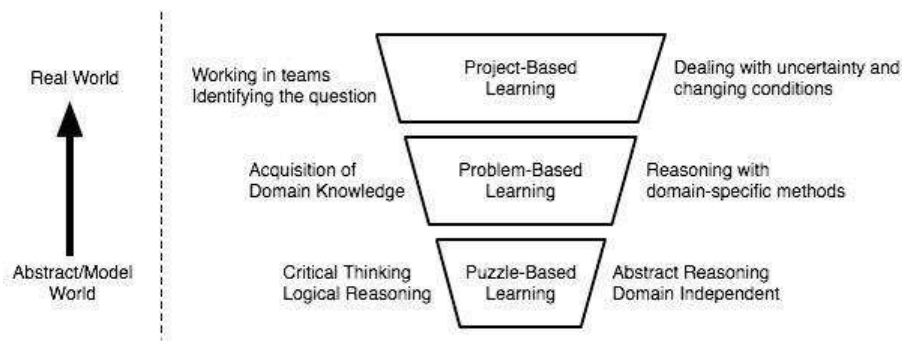 Real World
Abstract/Model
World
Working in teams
Identifying the question
Project-Based
Learning
Dealing with uncertainty and
changing conditions
Acquisition of
Domain Knowledge
Problem-Based
Learning
Reasoning with
domain-specific methods
Critical Thinking
Logical Reasoning
Puzzle-Based
Learning
Abstract Reasoning
Domain Independent